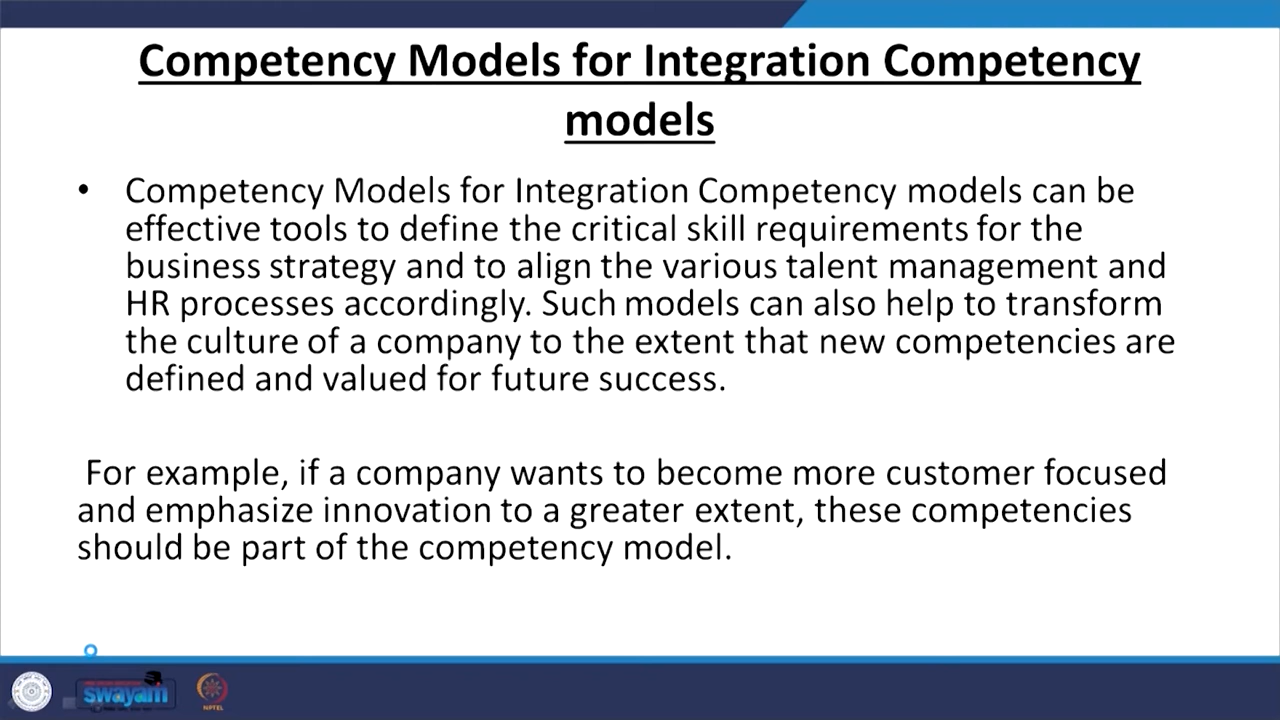 Competency Models for Integration Competency
models
• Competency Models for Integration Competency models can be
effective tools to define the critical skill requirements for the
business strategy and to align the various talent management and
HR processes accordingly. Such models can also help to transform
the culture of a company to the extent that new competencies are
defined and valued for future success.
For example, if a company wants to become more customer focused
and emphasize innovation to a greater extent, these competencies
should be part of the competency model.
9
swayam
NPTEL